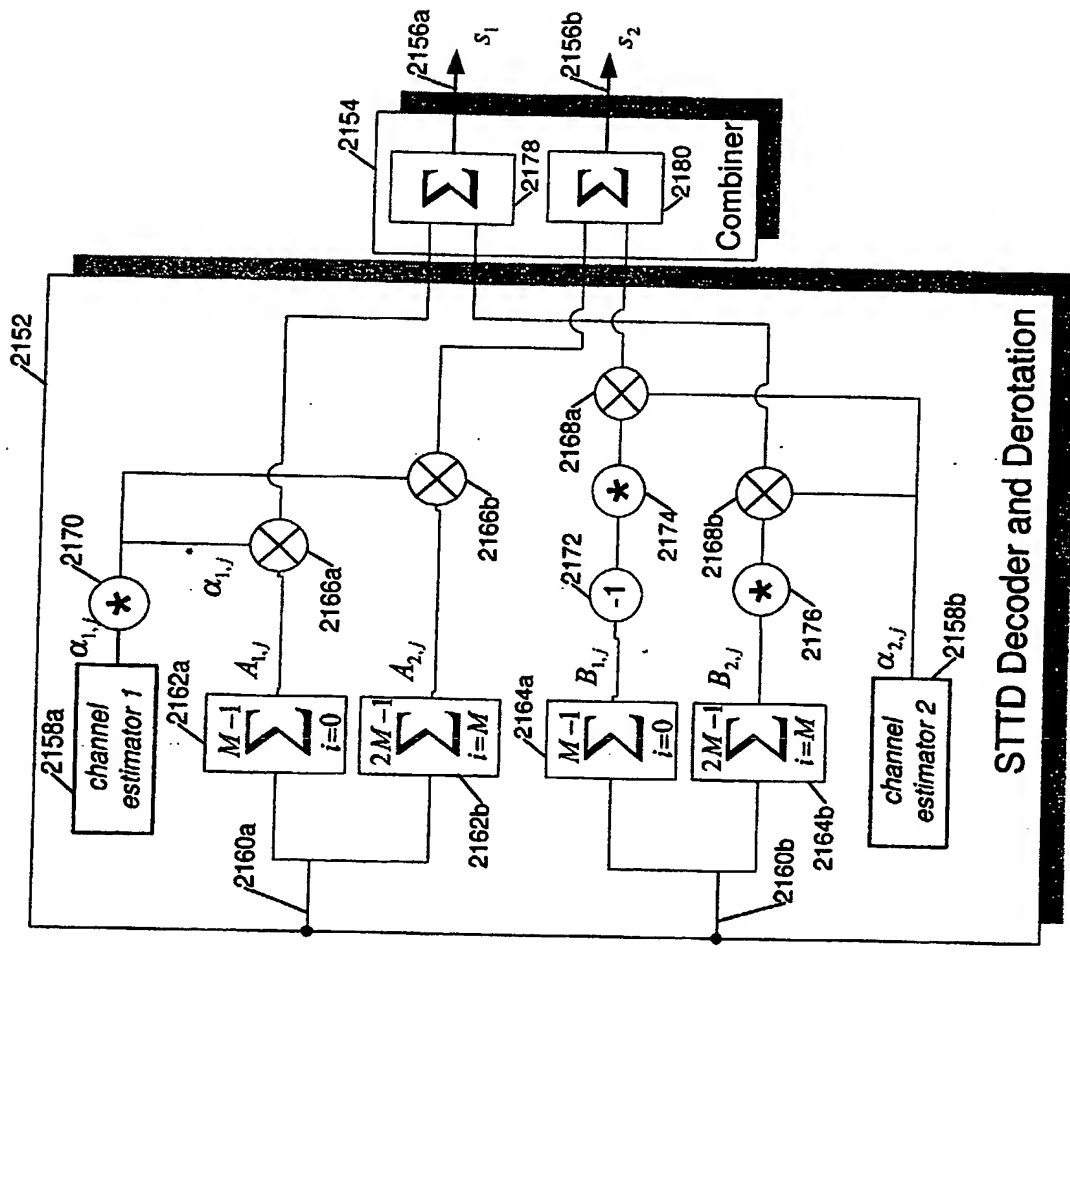 2152
2158a
channel
estimator 1
α1,j
2170
*
α1,j*
2162a
M−1
Σ
i=0
A1,j
2166a
2162b
2M−1
Σ
i=M
A2,j
2166b
2160a
2164a
M−1
Σ
i=0
B1,j
2172
-1
*
2174
2168a
2164b
2M−1
Σ
i=M
B2,j
*
2176
2168b
2160b
channel
estimator 2
α2,j
2158b
STTD Decoder and Derotation
2154
Σ
2178
Σ
2180
Combiner
2156a
s1
2156b
s2